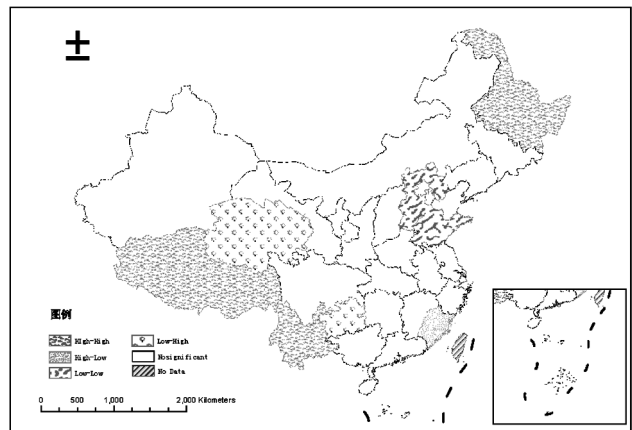 ±
图例
High-High
High-Low
Low-Low
Low-High
Nosignificant
No Data
0 500 1,000 2,000 Kilometers